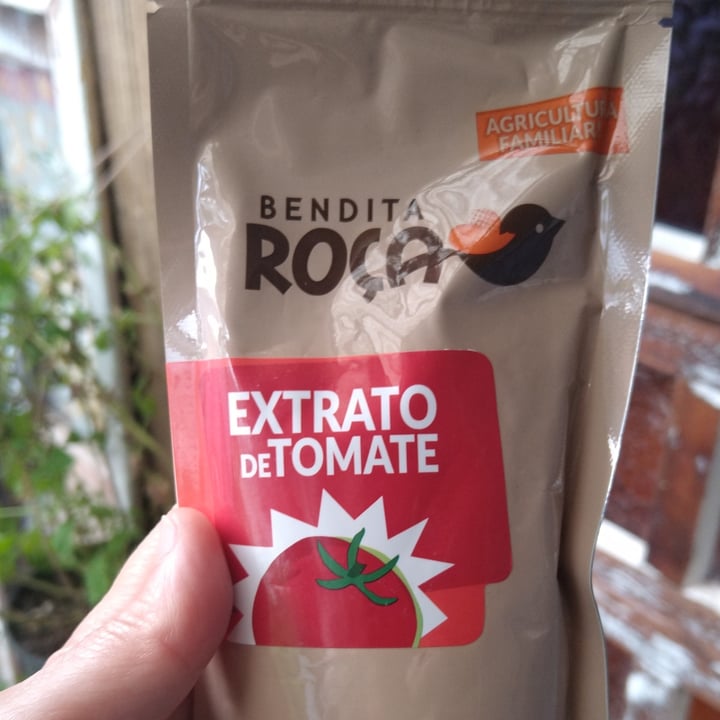 AGRICULTURA
FAMILIAR
BENDITA
ROÇA
EXTRATO
DE TOMATE